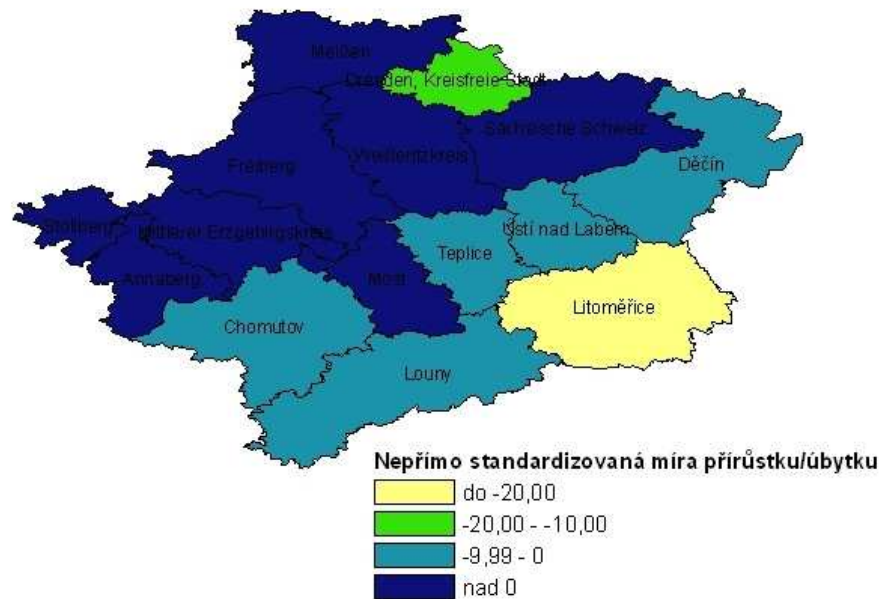 Meißen
Dresden, Kreisfreie Stadt
Sächsische Schweiz
Freiberg
Weißeritzkreis
Děčín
Stollberg
Mittlerer Erzgebirgskreis
Ústí nad Labem
Teplice
Annaberg
Most
Litoměřice
Chomutov
Louny
Nepřímo standardizovaná míra přírůstku/úbytku
do -20,00
-20,00 - -10,00
-9,99 - 0
nad 0